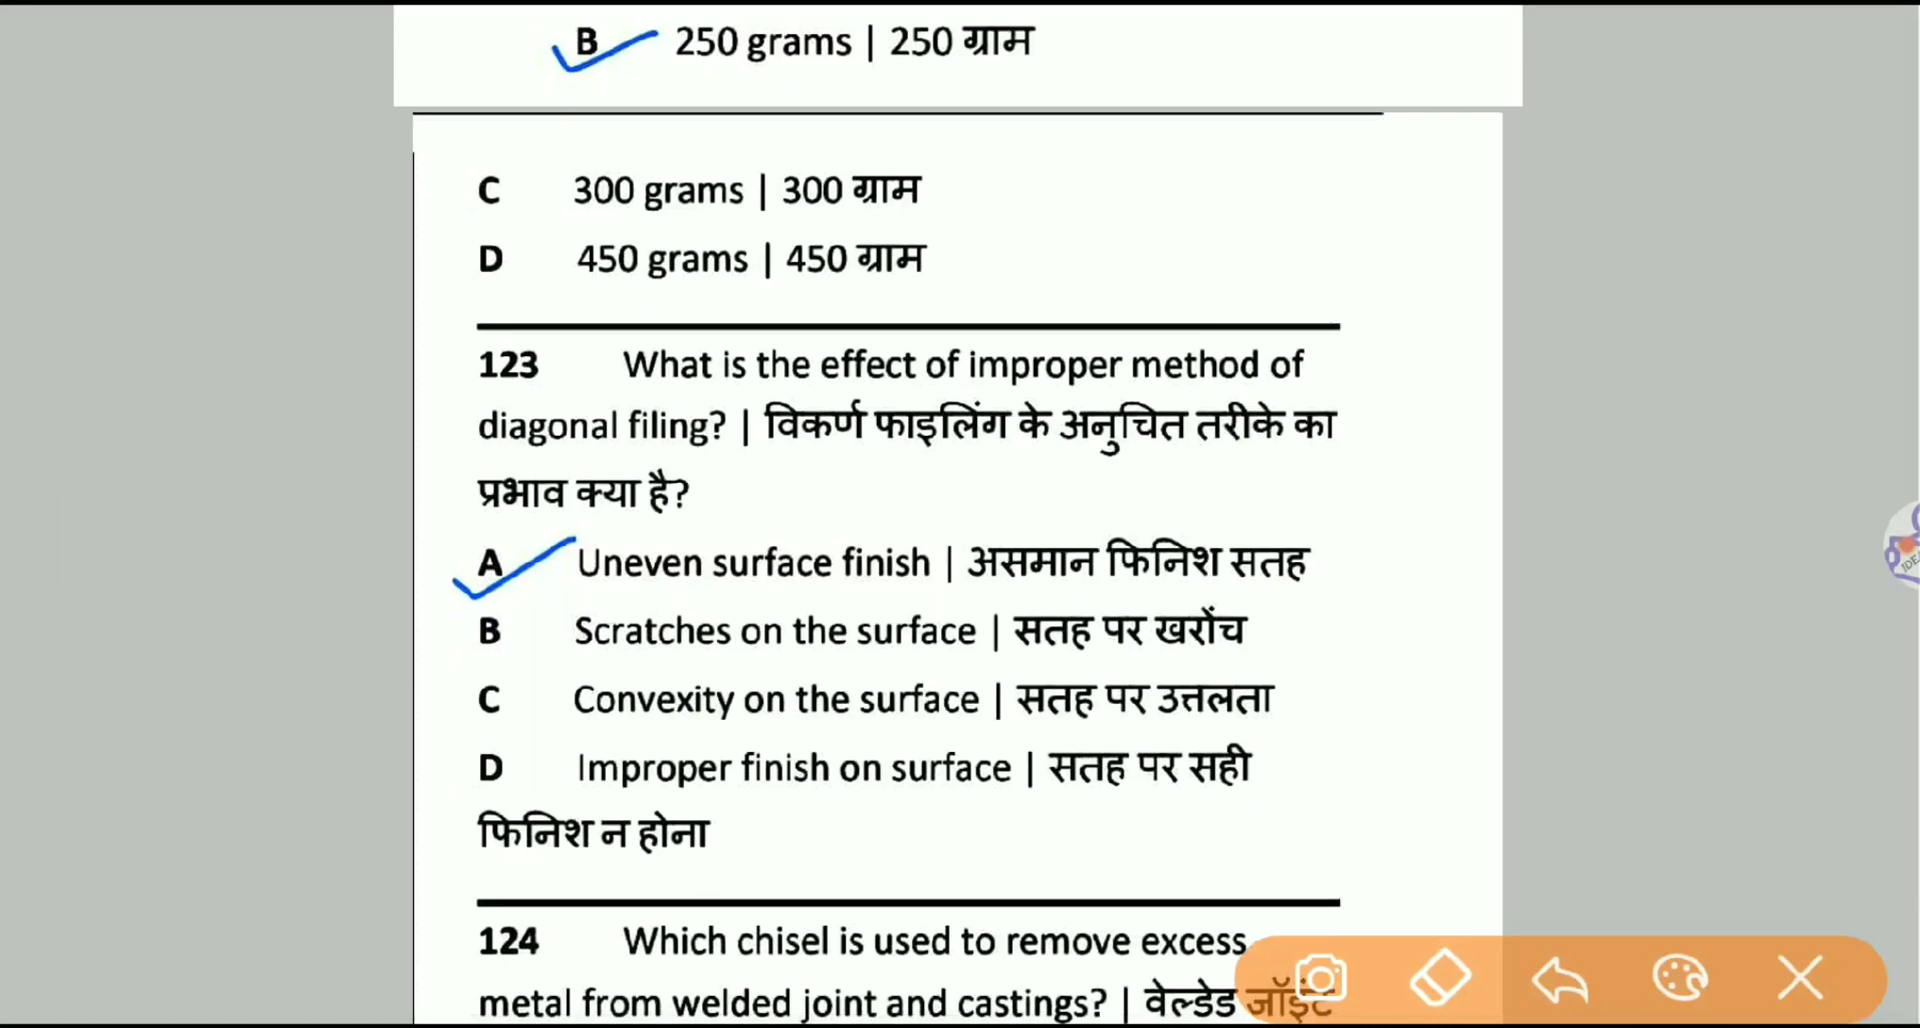 B 250 grams | 250 ग्राम
C 300 grams | 300 ग्राम
D 450 grams | 450 ग्राम
123 What is the effect of improper method of
diagonal filing? | विकर्ण फाइलिंग के अनुचित तरीके का
प्रभाव क्या है?
A Uneven surface finish | असमान फिनिश सतह
B Scratches on the surface | सतह पर खरोंच
C Convexity on the surface | सतह पर उत्तलता
D Improper finish on surface | सतह पर सही
फिनिश न होना
124 Which chisel is used to remove excess
metal from welded joint and castings? | वेल्डेड जॉइंट